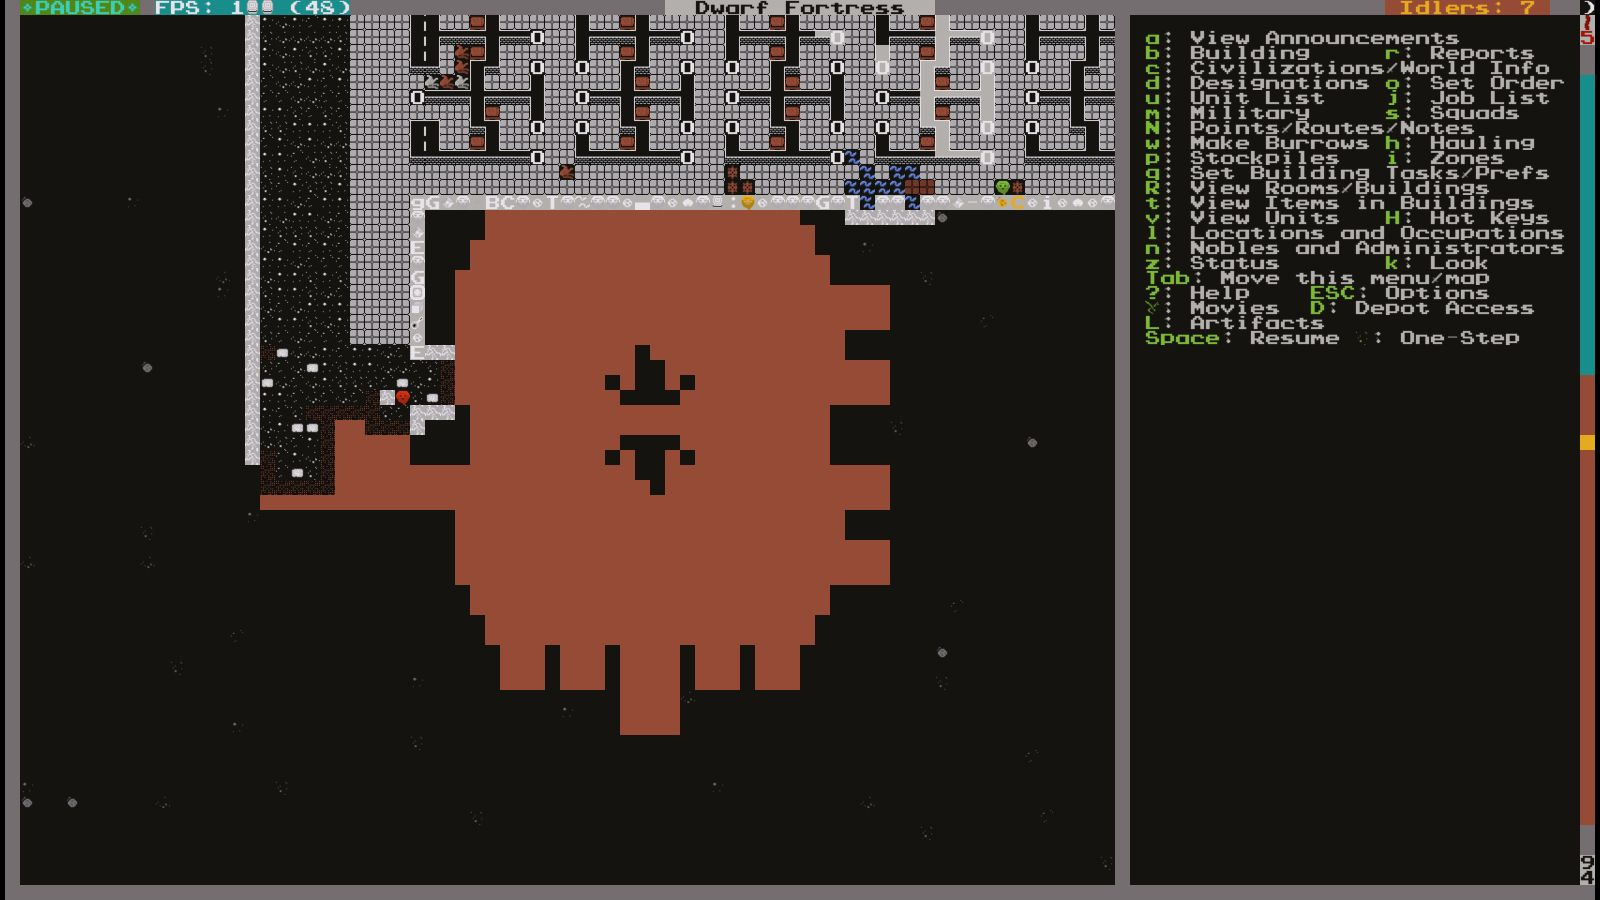 PAUSED FPS: 100 (48) Dwarf Fortress Idlers: 7
a: View Announcements
b: Building r: Reports
c: Civilizations/World Info
d: Designations o: Set Order
u: Unit List j: Job List
m: Military s: Squads
N: Points/Routes/Notes
w: Make Burrows h: Hauling
p: Stockpiles i: Zones
q: Set Building Tasks/Prefs
R: View Rooms/Buildings
t: View Items in Buildings
v: View Units H: Hot Keys
l: Locations and Occupations
n: Nobles and Administrators
z: Status k: Look
Tab: Move this menu/map
?: Help ESC: Options
: Movies D: Depot Access
L: Artifacts
Space: Resume : One-Step
94